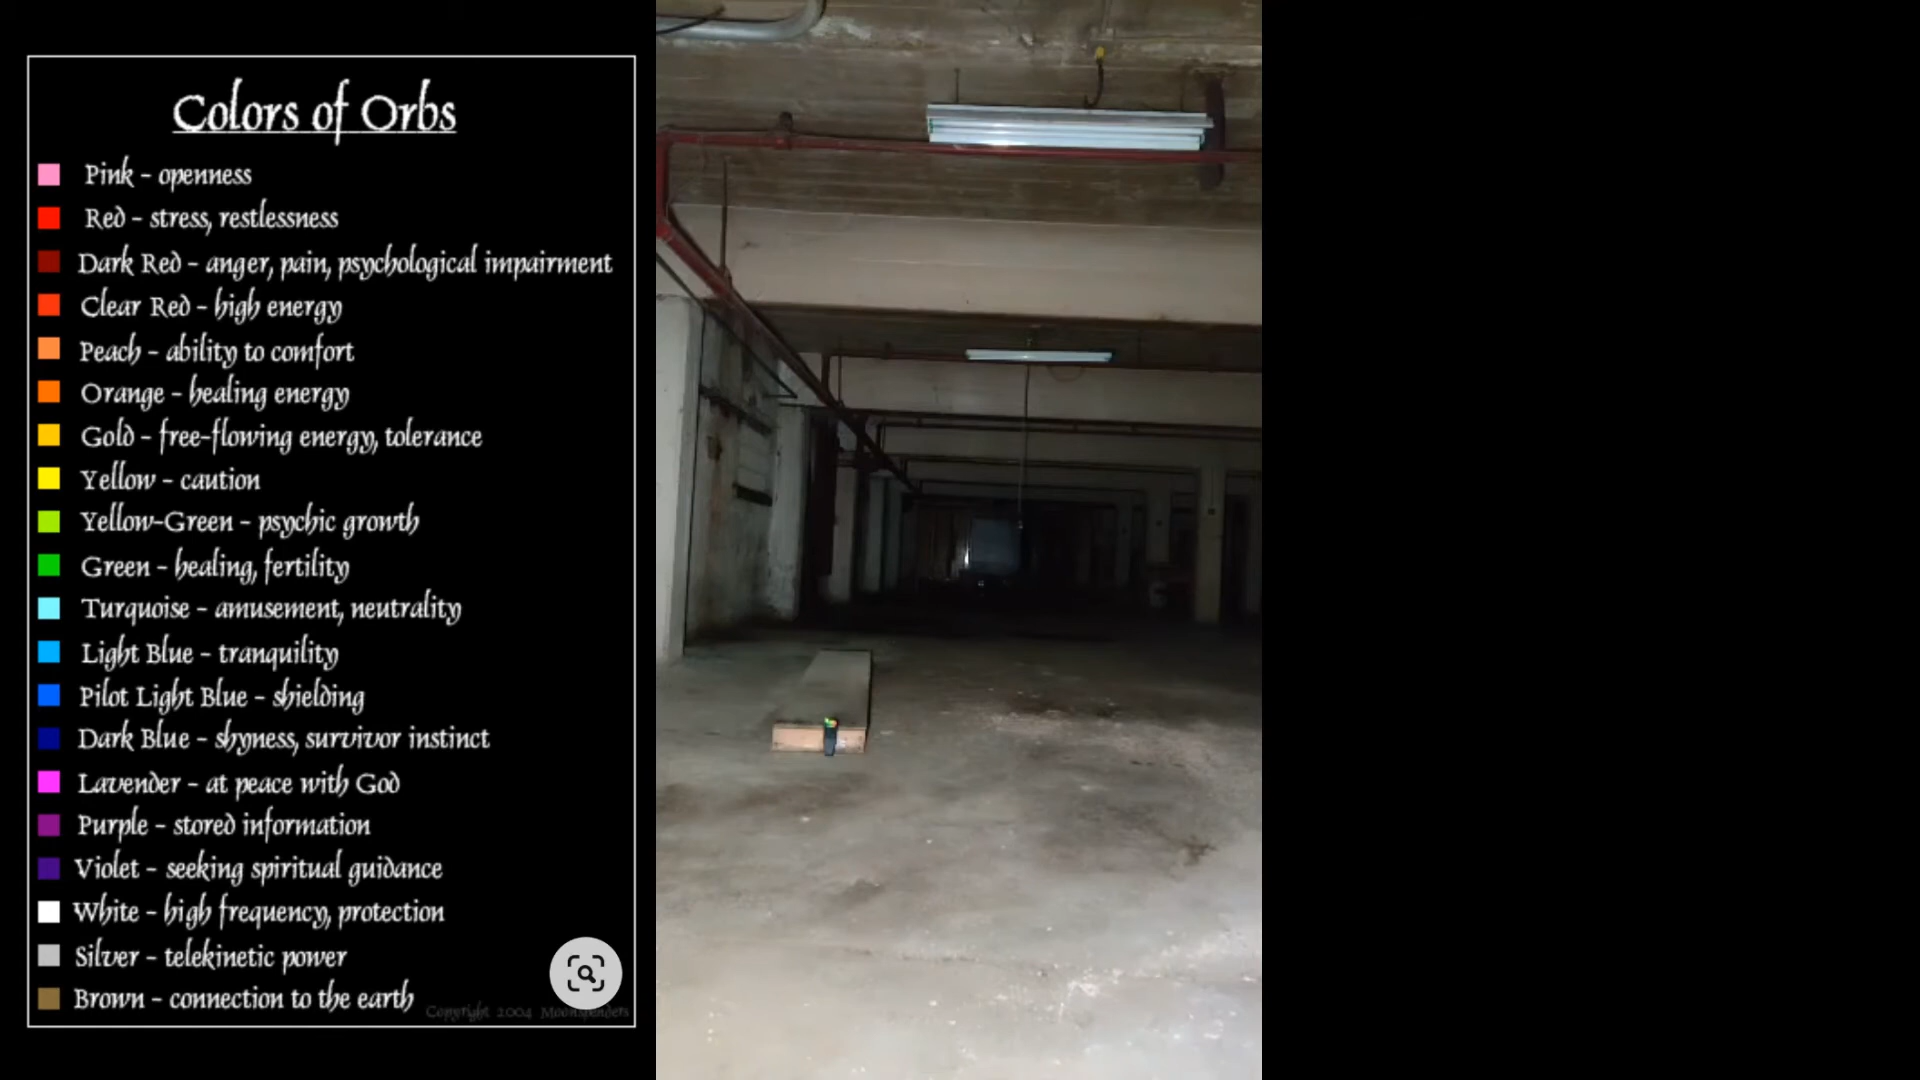 Colors of Orbs
Pink - openness
Red - stress, restlessness
Dark Red - anger, pain, psychological impairment
Clear Red - high energy
Peach - ability to comfort
Orange - healing energy
Gold - free-flowing energy, tolerance
Yellow - caution
Yellow-Green - psychic growth
Green - healing, fertility
Turquoise - amusement, neutrality
Light Blue - tranquility
Pilot Light Blue - shielding
Dark Blue - shyness, survivor instinct
Lavender - at peace with God
Purple - stored information
Violet - seeking spiritual guidance
White - high frequency, protection
Silver - telekinetic power
Brown - connection to the earth
Copyright 2004